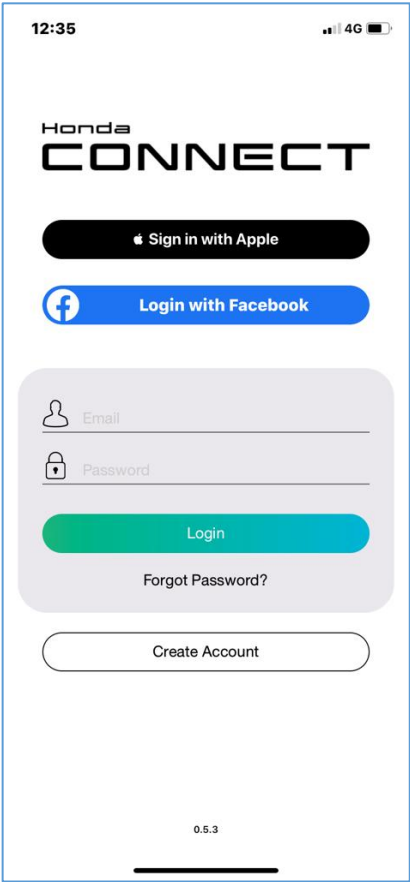 12:35 4G
Honda
CONNECT
Sign in with Apple
Login with Facebook
Email
Password
Login
Forgot Password?
Create Account
0.5.3